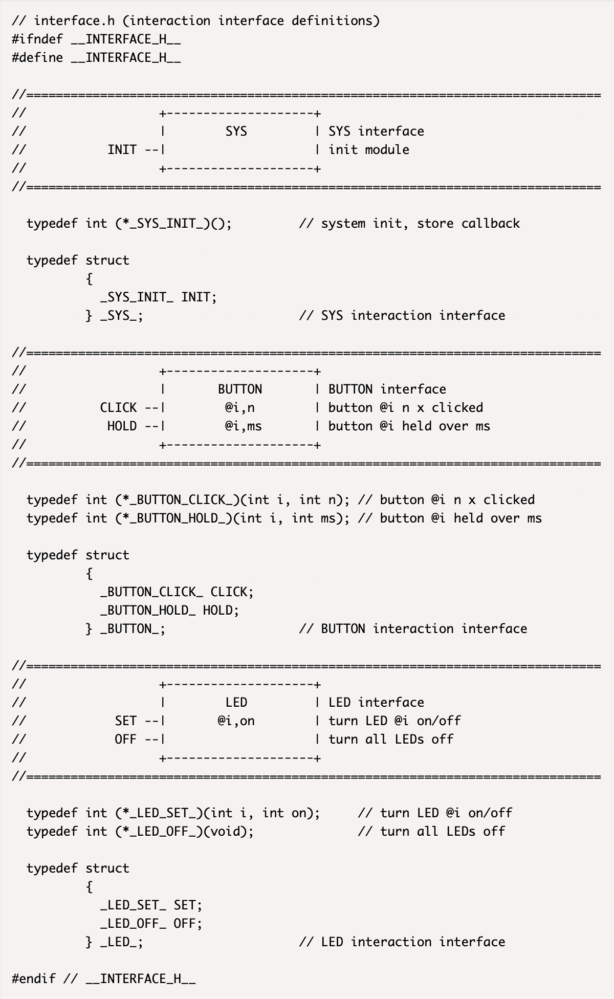 // interface.h (interaction interface definitions)
#ifndef __INTERFACE_H__
#define __INTERFACE_H__
//==============================================================================
//                  +--------------------+
//                  |        SYS         | SYS interface
//           INIT --|                    | init module
//                  +--------------------+
//==============================================================================
  typedef int (*_SYS_INIT_)();         // system init, store callback
  typedef struct
          {
            _SYS_INIT_ INIT;
          } _SYS_;                     // SYS interaction interface
//==============================================================================
//                  +--------------------+
//                  |       BUTTON       | BUTTON interface
//          CLICK --|        @i,n        | button @i n x clicked
//           HOLD --|        @i,ms       | button @i held over ms
//                  +--------------------+
//==============================================================================
  typedef int (*_BUTTON_CLICK_)(int i, int n); // button @i n x clicked
  typedef int (*_BUTTON_HOLD_)(int i, int ms); // button @i held over ms
  typedef struct
          {
            _BUTTON_CLICK_ CLICK;
            _BUTTON_HOLD_ HOLD;
          } _BUTTON_;                  // BUTTON interaction interface
//==============================================================================
//                  +--------------------+
//                  |        LED         | LED interface
//            SET --|       @i,on        | turn LED @i on/off
//            OFF --|                    | turn all LEDs off
//                  +--------------------+
//==============================================================================
  typedef int (*_LED_SET_)(int i, int on);     // turn LED @i on/off
  typedef int (*_LED_OFF_)(void);              // turn all LEDs off
  typedef struct
          {
            _LED_SET_ SET;
            _LED_OFF_ OFF;
          } _LED_;                     // LED interaction interface
#endif // __INTERFACE_H__